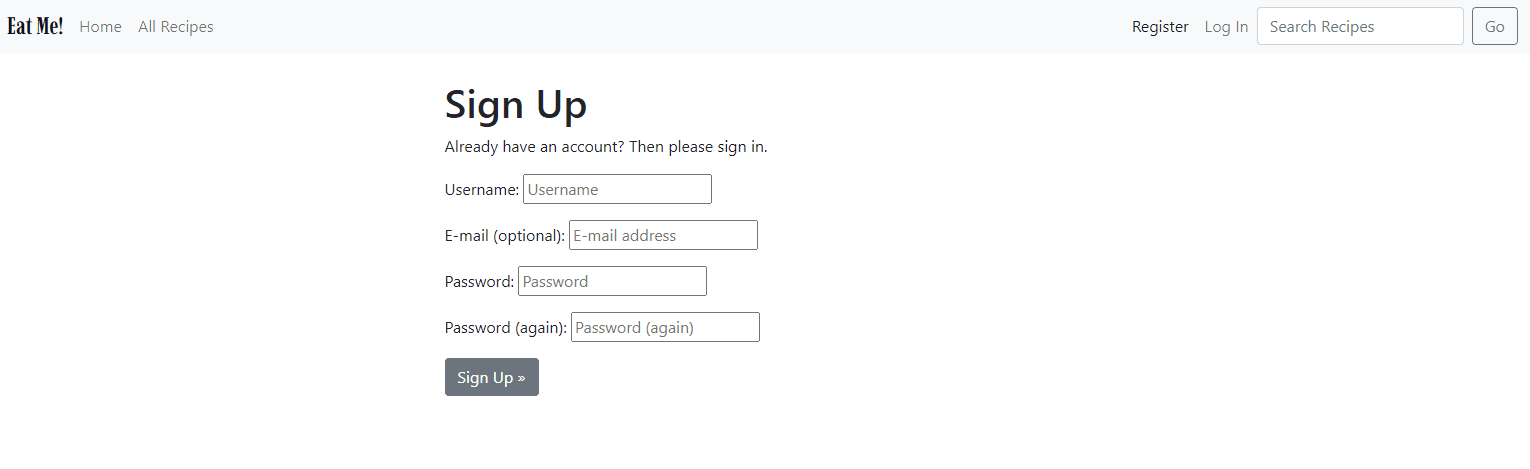 Eat Me! Home All Recipes Register Log In Search Recipes Go
Sign Up
Already have an account? Then please sign in.
Username: Username
E-mail (optional): E-mail address
Password: Password
Password (again): Password (again)
Sign Up »